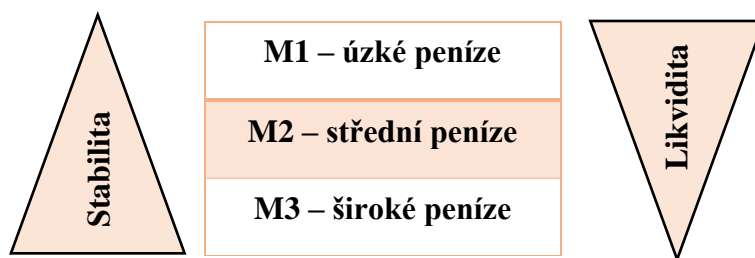 Stabilita
M1 – úzké peníze
M2 – střední peníze
M3 – široké peníze
Likvidita